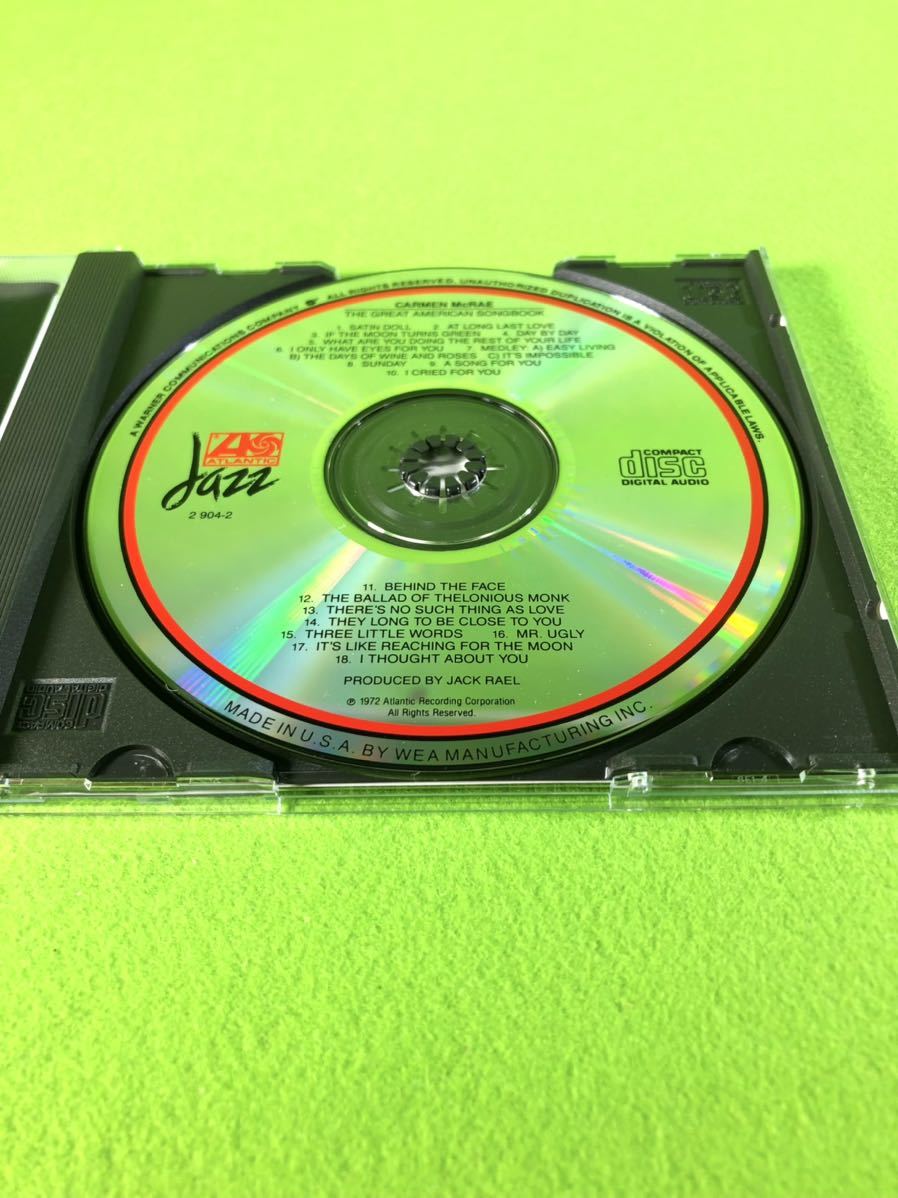 A WARNER COMMUNICATIONS COMPANY ALL RIGHTS RESERVED. UNAUTHORIZED DUPLICATION IS A VIOLATION OF APPLICABLE LAWS.
CARMEN McRAE
THE GREAT AMERICAN SONGBOOK
1. SATIN DOLL 2. AT LONG LAST LOVE
3. IF THE MOON TURNS GREEN 4. DAY BY DAY
5. WHAT ARE YOU DOING THE REST OF YOUR LIFE
6. I ONLY HAVE EYES FOR YOU 7. MEDLEY: A) EASY LIVING
B) THE DAYS OF WINE AND ROSES C) IT'S IMPOSSIBLE
8. SUNDAY 9. A SONG FOR YOU
10. I CRIED FOR YOU
ATLANTIC
Jazz
2 904-2
COMPACT
disc
DIGITAL AUDIO
11. BEHIND THE FACE
12. THE BALLAD OF THELONIOUS MONK
13. THERE'S NO SUCH THING AS LOVE
14. THEY LONG TO BE CLOSE TO YOU
15. THREE LITTLE WORDS 16. MR. UGLY
17. IT'S LIKE REACHING FOR THE MOON
18. I THOUGHT ABOUT YOU
PRODUCED BY JACK RAEL
℗ 1972 Atlantic Recording Corporation
All Rights Reserved.
MADE IN U.S.A. BY WEA MANUFACTURING INC.
COMPACT
disc
DIGITAL AUDIO